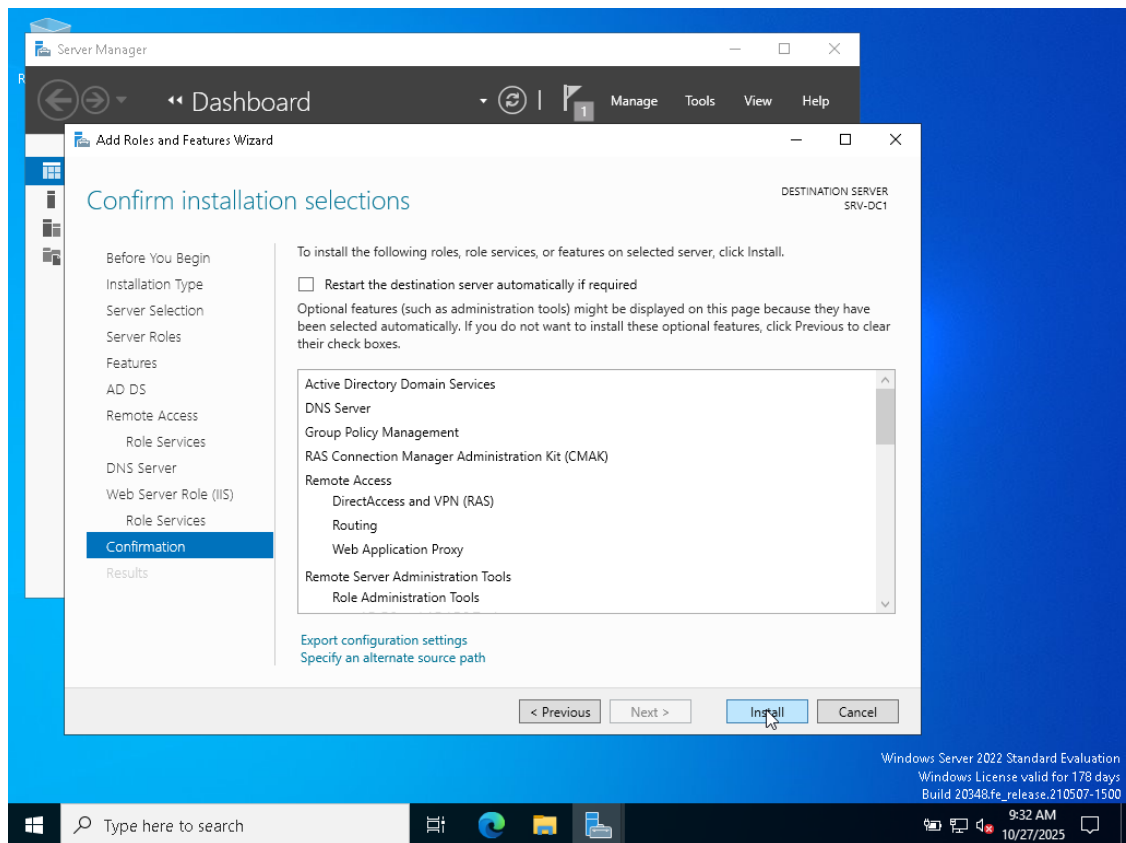 Server Manager
R
Dashboard
1
Manage
Tools
View
Help
Add Roles and Features Wizard
Confirm installation selections
DESTINATION SERVER
SRV-DC1
Before You Begin
Installation Type
Server Selection
Server Roles
Features
AD DS
Remote Access
Role Services
DNS Server
Web Server Role (IIS)
Role Services
Confirmation
Results
To install the following roles, role services, or features on selected server, click Install.
Restart the destination server automatically if required
Optional features (such as administration tools) might be displayed on this page because they have
been selected automatically. If you do not want to install these optional features, click Previous to clear
their check boxes.
Active Directory Domain Services
DNS Server
Group Policy Management
RAS Connection Manager Administration Kit (CMAK)
Remote Access
DirectAccess and VPN (RAS)
Routing
Web Application Proxy
Remote Server Administration Tools
Role Administration Tools
Export configuration settings
Specify an alternate source path
< Previous
Next >
Install
Cancel
Windows Server 2022 Standard Evaluation
Windows License valid for 178 days
Build 20348.fe_release.210507-1500
Type here to search
9:32 AM
10/27/2025